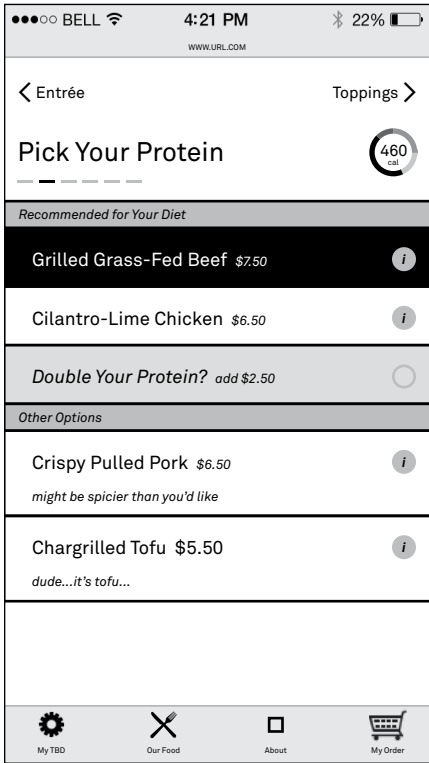 BELL 4:21 PM 22%
WWW.URL.COM
Entrée Toppings
Pick Your Protein 460
cal
Recommended for Your Diet
Grilled Grass-Fed Beef $7.50 i
Cilantro-Lime Chicken $6.50 i
Double Your Protein? add $2.50
Other Options
Crispy Pulled Pork $6.50 i
might be spicier than you'd like
Chargrilled Tofu $5.50 i
dude...it's tofu...
My TBD Our Food About My Order